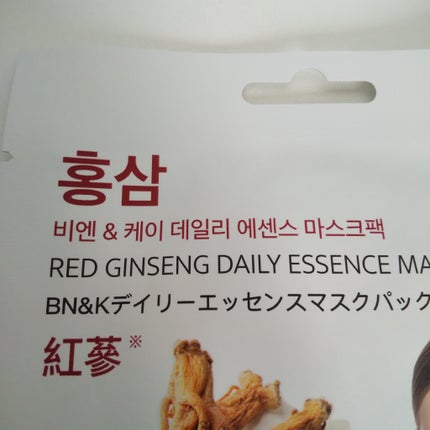 홍삼
비엔 & 케이 데일리 에센스 마스크팩
RED GINSENG DAILY ESSENCE MA
BN&Kデイリーエッセンスマスクパック
紅蔘※